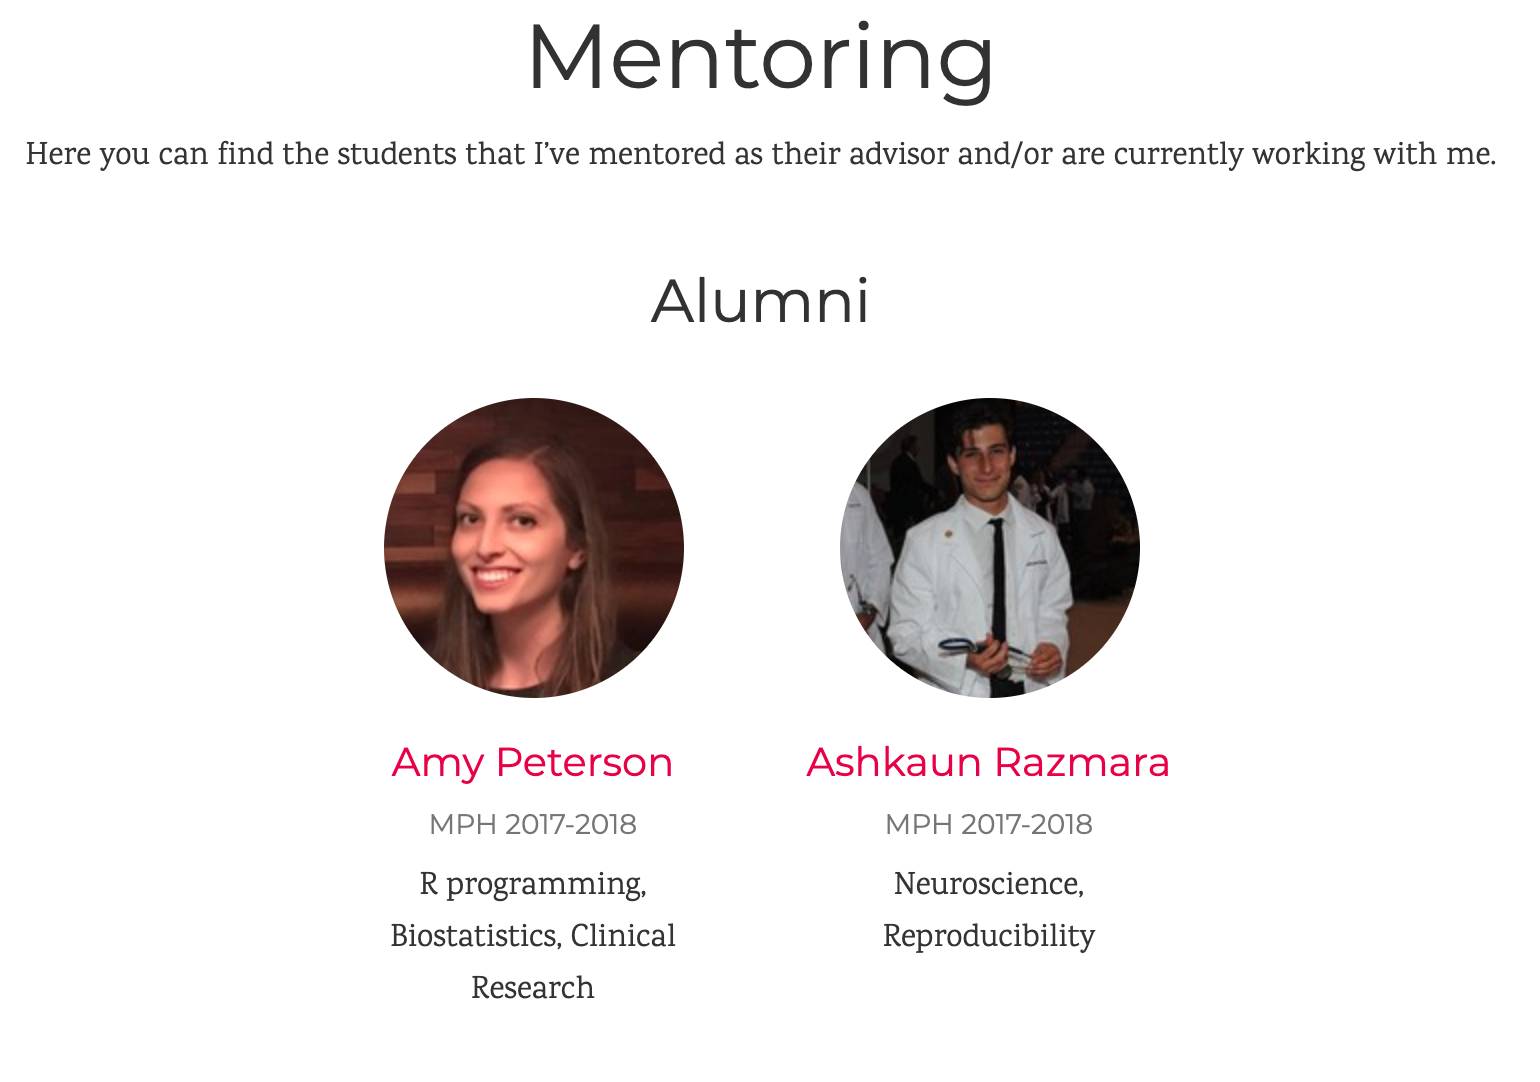 Mentoring
Here you can find the students that I’ve mentored as their advisor and/or are currently working with me.
Alumni
Amy Peterson
MPH 2017-2018
R programming,
Biostatistics, Clinical
Research
Ashkaun Razmara
MPH 2017-2018
Neuroscience,
Reproducibility